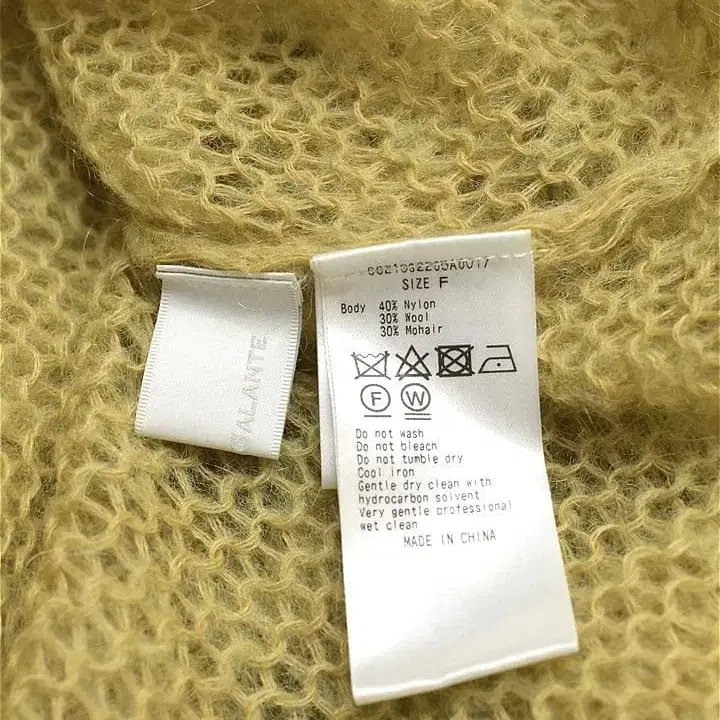 GALANTE
SIZE F
Body 40% Nylon
30% Wool
30% Mohair
F W
Do not wash
Do not bleach
Do not tumble dry
Cool iron
Gentle dry clean with
hydrocarbon solvent
Very gentle professional
wet clean
MADE IN CHINA